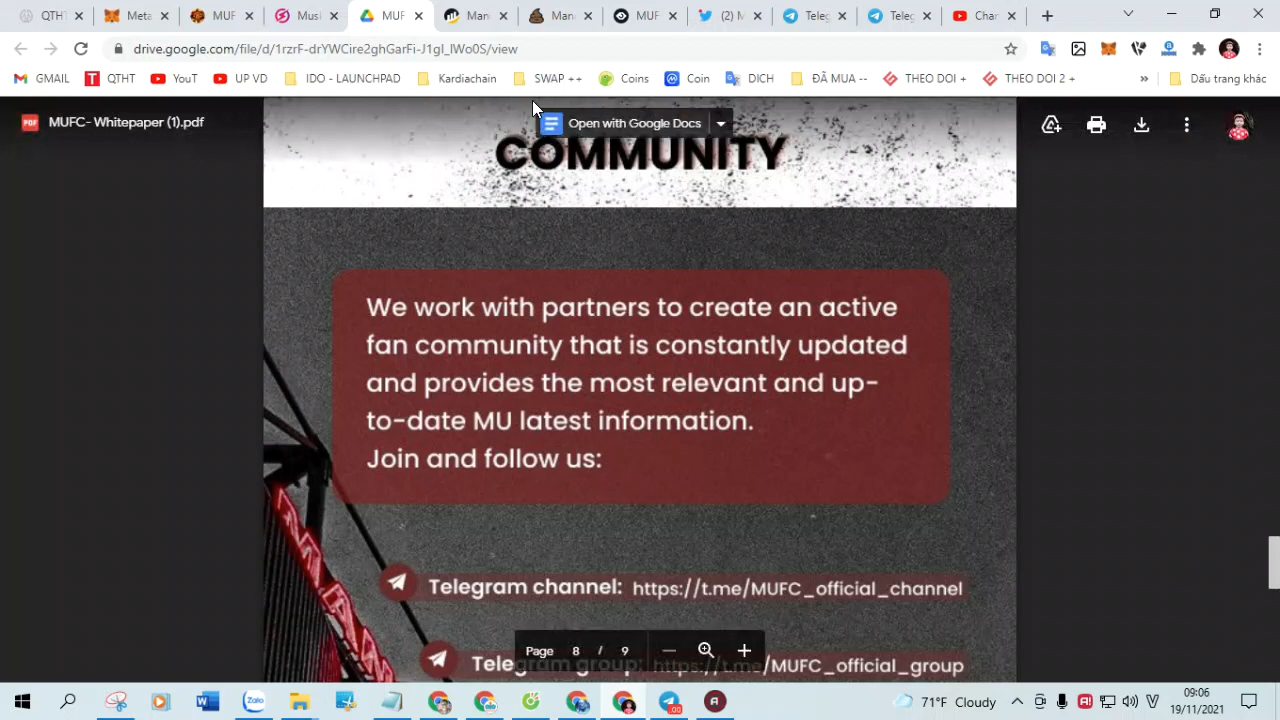 QTHT
Meta
MUF
Musi
MUF
Man
Man
MUF
(2) M
Teleg
Teleg
Char
drive.google.com/file/d/1rzrF-drYWCire2ghGarFi-J1gI_IWo0S/view
GMAIL
QTHT
YouT
UP VD
IDO - LAUNCHPAD
Kardiachain
SWAP ++
Coins
Coin
DICH
ĐÃ MUA --
THEO DOI +
THEO DOI 2 +
»
Dấu trang khác
PDF
MUFC- Whitepaper (1).pdf
Open with Google Docs
COMMUNITY
We work with partners to create an active
fan community that is constantly updated
and provides the most relevant and up-
to-date MU latest information.
Join and follow us:
Telegram channel: https://t.me/MUFC_official_channel
Telegram group: https://t.me/MUFC_official_group
Page 8 / 9
Zalo
71°F Cloudy
09:06
19/11/2021